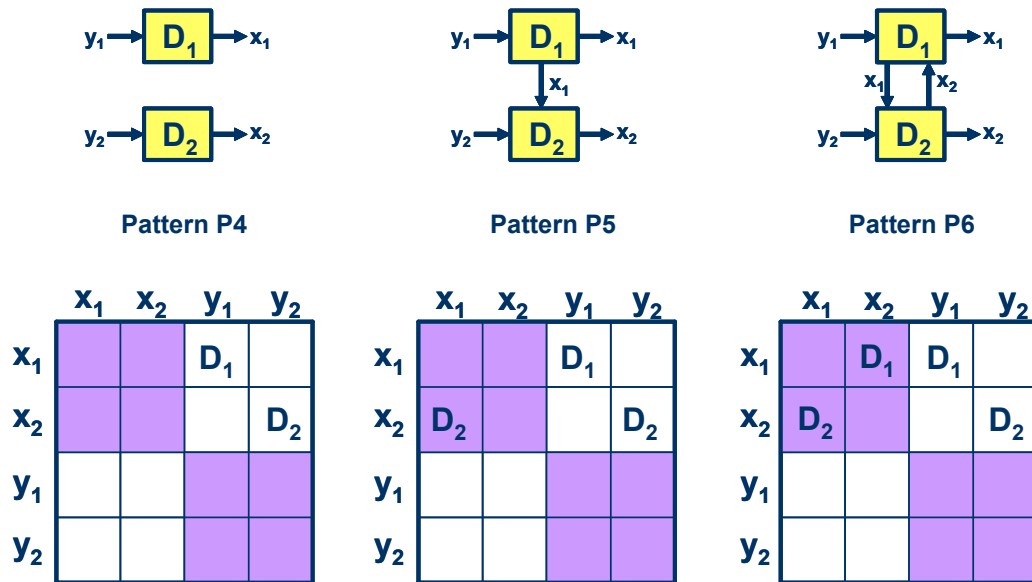 y1 D1 x1 y1 D1 x1 y1 D1 x1
x1 x1 x2
y2 D2 x2 y2 D2 x2 y2 D2 x2
Pattern P4 Pattern P5 Pattern P6
x1 x2 y1 y2 x1 x2 y1 y2 x1 x2 y1 y2
x1 D1 x1 D1 x1 D1 D1
x2 D2 x2 D2 D2 x2 D2 D2
y1 y1 y1
y2 y2 y2